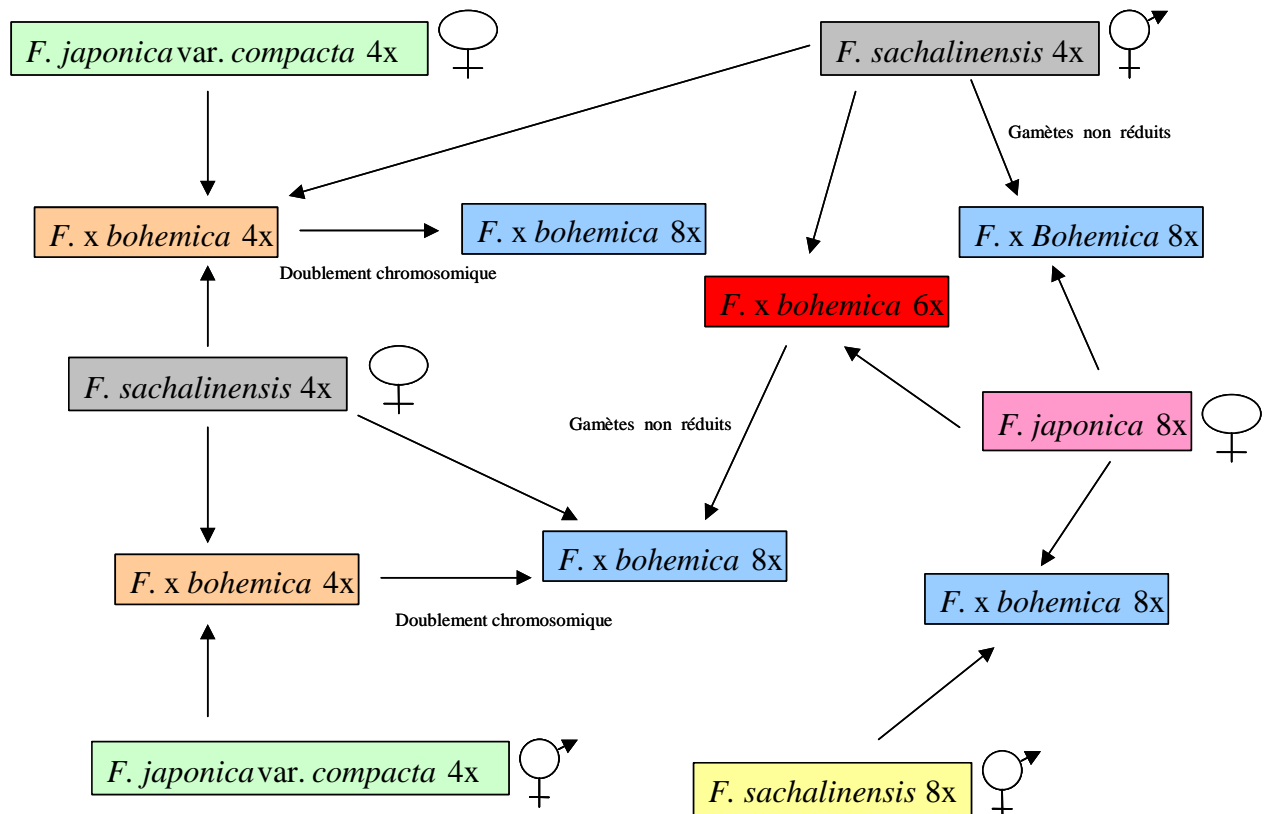 F. japonica var. compacta 4x
F. sachalinensis 4x
Gamètes non réduits
F. x bohemica 4x
F. x bohemica 8x
F. x Bohemica 8x
Doublement chromosomique
F. x bohemica 6x
F. sachalinensis 4x
Gamètes non réduits
F. japonica 8x
F. x bohemica 4x
F. x bohemica 8x
F. x bohemica 8x
Doublement chromosomique
F. japonica var. compacta 4x
F. sachalinensis 8x